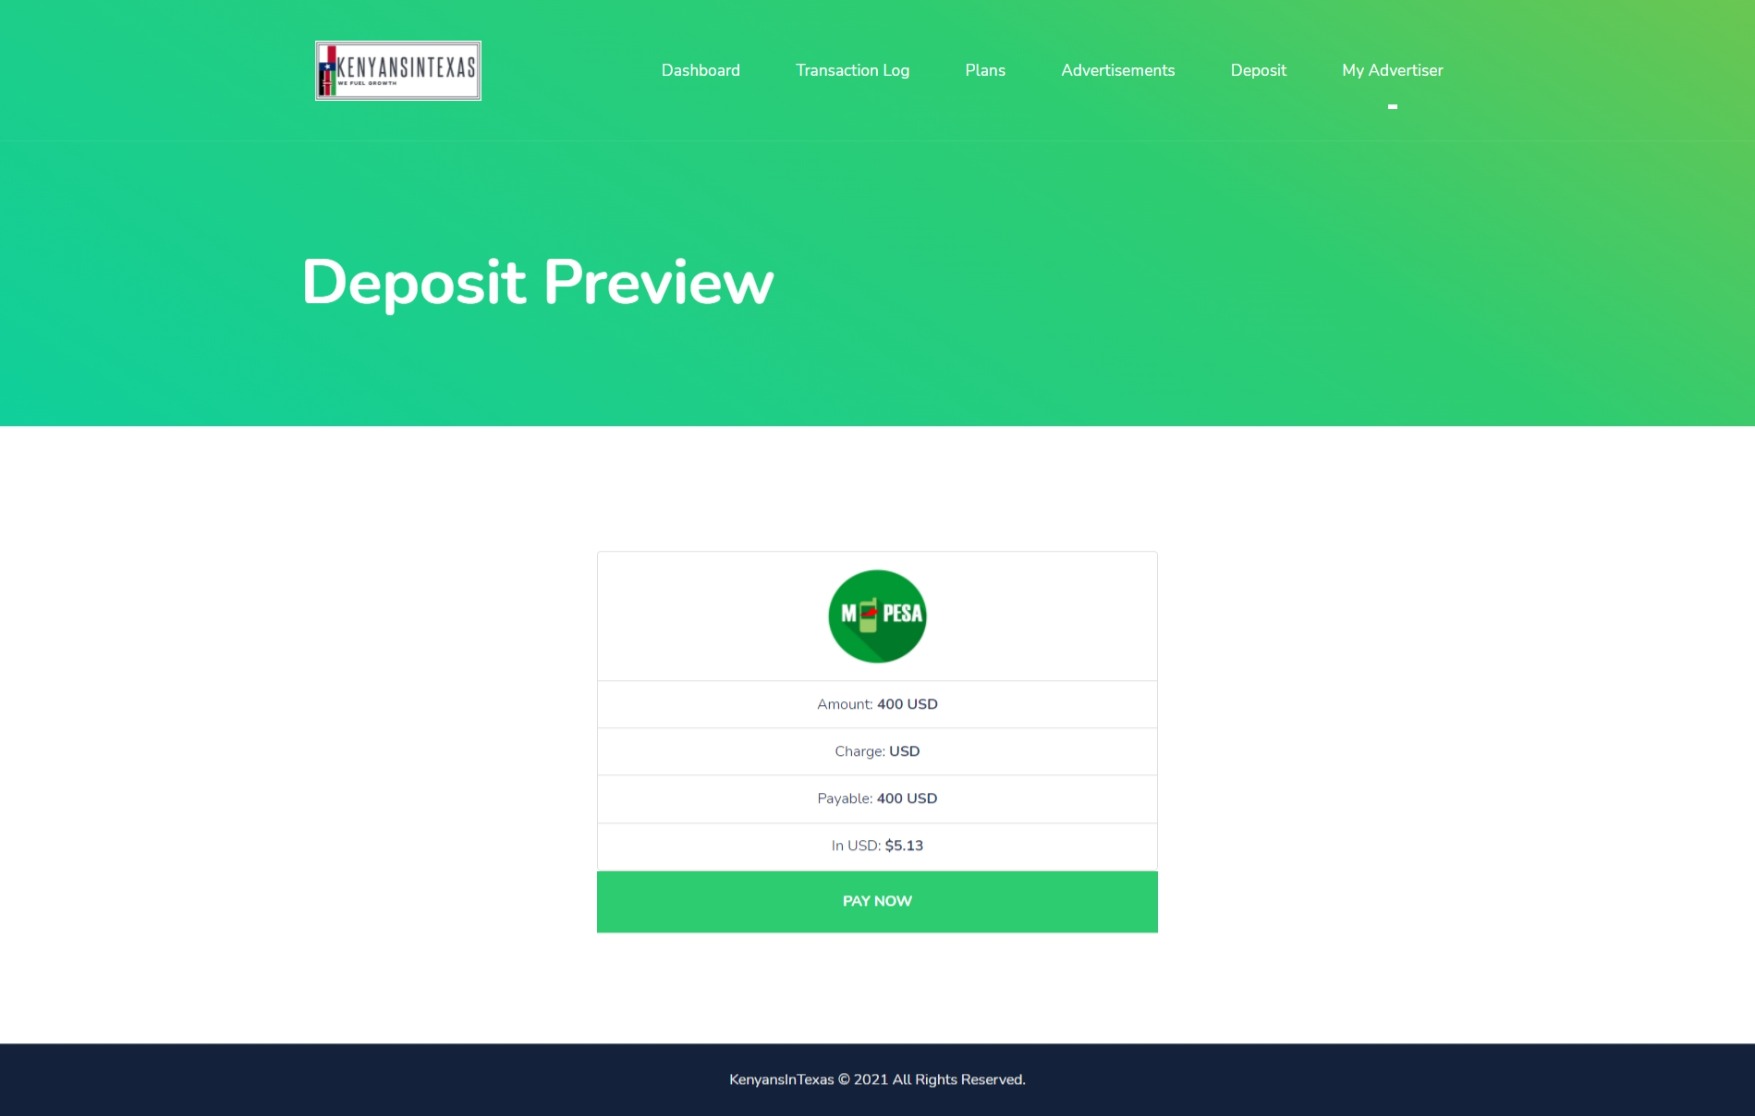 KENYANSINTEXAS
WE FUEL GROWTH
Dashboard
Transaction Log
Plans
Advertisements
Deposit
My Advertiser
Deposit Preview
M PESA
Amount: 400 USD
Charge: USD
Payable: 400 USD
In USD: $5.13
PAY NOW
KenyansInTexas © 2021 All Rights Reserved.